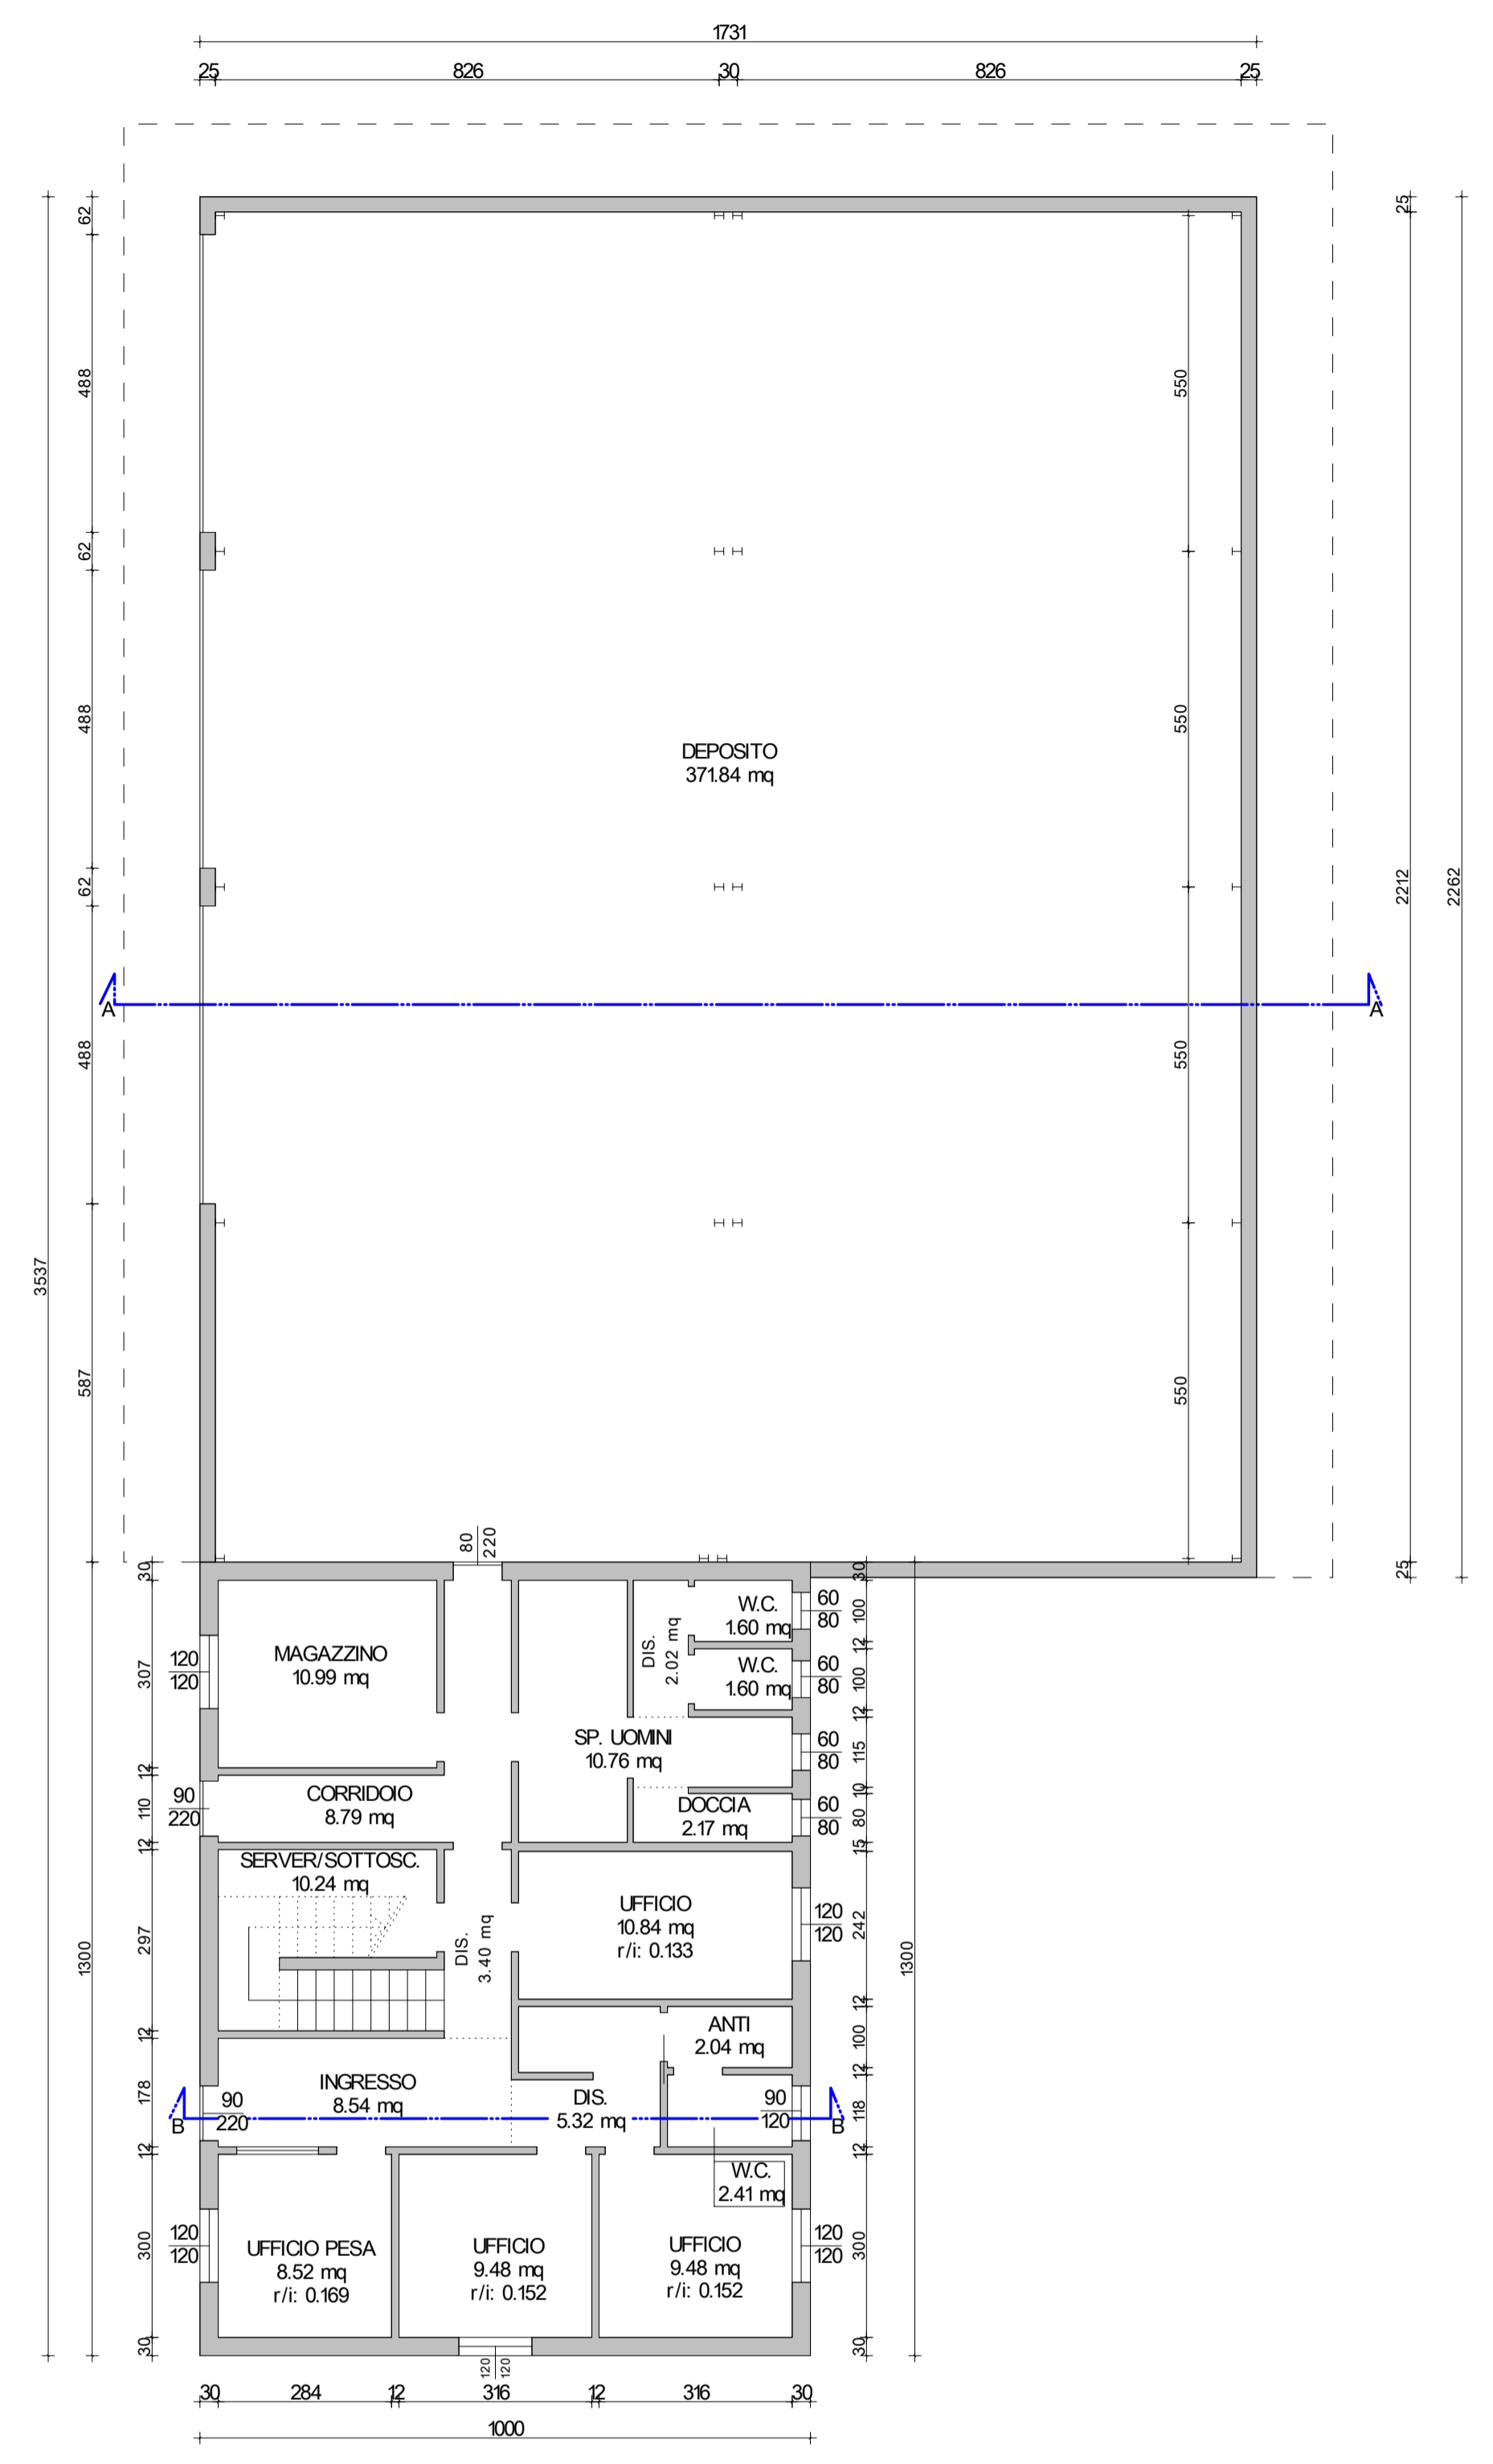 1731
25 826 30 826 25
62
25
488
550
62
488
550
DEPOSITO
371.84 mq
62
2212
2262
A
A
488
550
3537
587
550
80
220
25
30
30
W.C.
1.60 mq
60
80
100
DIS.
2.02 mq
12
MAGAZZINO
10.99 mq
120
120
307
W.C.
1.60 mq
60
80
100
12
SP. UOMINI
10.76 mq
60
80
115
12
CORRIDOIO
8.79 mq
90
220
110
10
DOCCIA
2.17 mq
60
80
80
12
15
SERVER/SOTTOSC.
10.24 mq
UFFICIO
10.84 mq
r/i: 0.133
120
120
242
DIS.
3.40 mq
297
1300
1300
12
12
ANTI
2.04 mq
100
12
INGRESSO
8.54 mq
178
90
220
DIS.
5.32 mq
90
120
118
B
B
12
12
W.C.
2.41 mq
UFFICIO PESA
8.52 mq
r/i: 0.169
UFFICIO
9.48 mq
r/i: 0.152
UFFICIO
9.48 mq
r/i: 0.152
120
120
300
120
120
300
30
30
120
120
30 284 12 316 12 316 30
1000